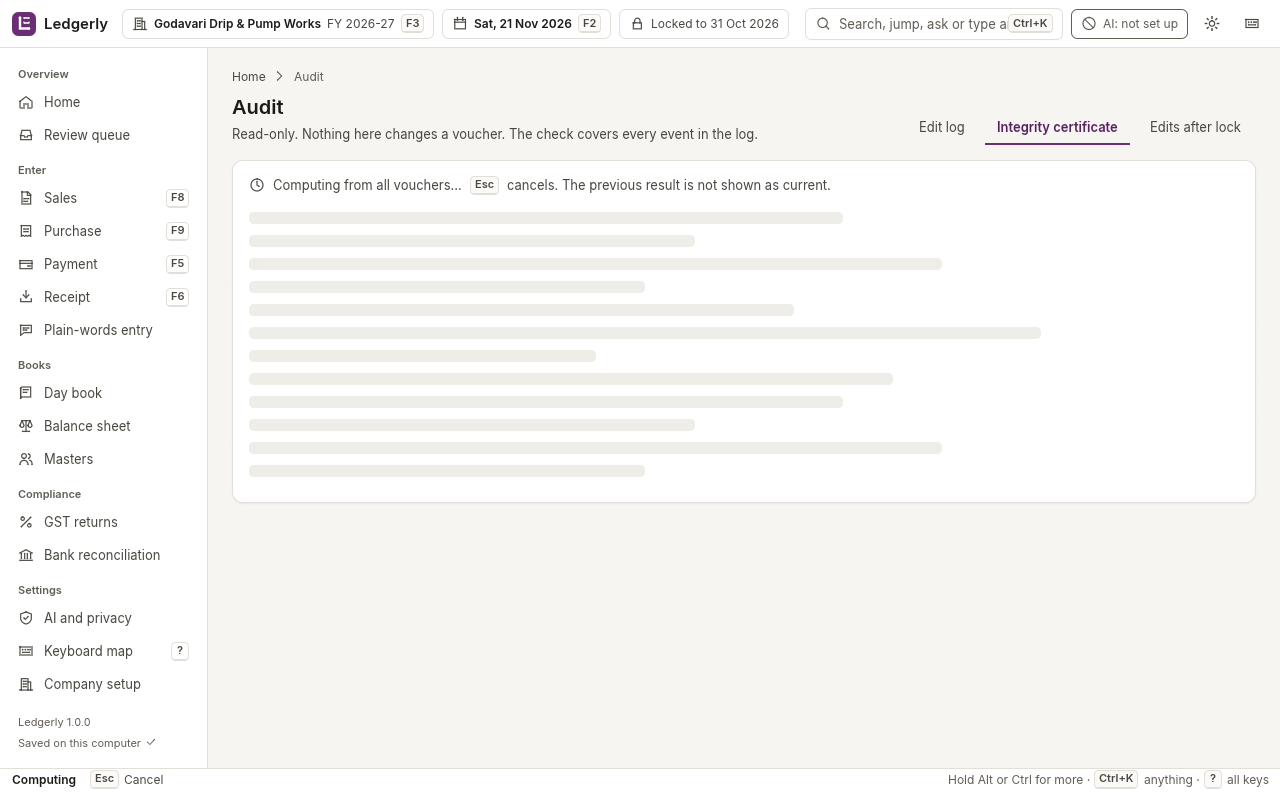 Ledgerly
Godavari Drip & Pump Works FY 2026-27 F3
Sat, 21 Nov 2026 F2
Locked to 31 Oct 2026
Search, jump, ask or type a Ctrl+K
AI: not set up
Overview
Home
Review queue
Enter
Sales F8
Purchase F9
Payment F5
Receipt F6
Plain-words entry
Books
Day book
Balance sheet
Masters
Compliance
GST returns
Bank reconciliation
Settings
AI and privacy
Keyboard map ?
Company setup
Ledgerly 1.0.0
Saved on this computer
Home Audit
Audit
Read-only. Nothing here changes a voucher. The check covers every event in the log.
Edit log Integrity certificate Edits after lock
Computing from all vouchers... Esc cancels. The previous result is not shown as current.
Computing Esc Cancel
Hold Alt or Ctrl for more · Ctrl+K anything · ? all keys